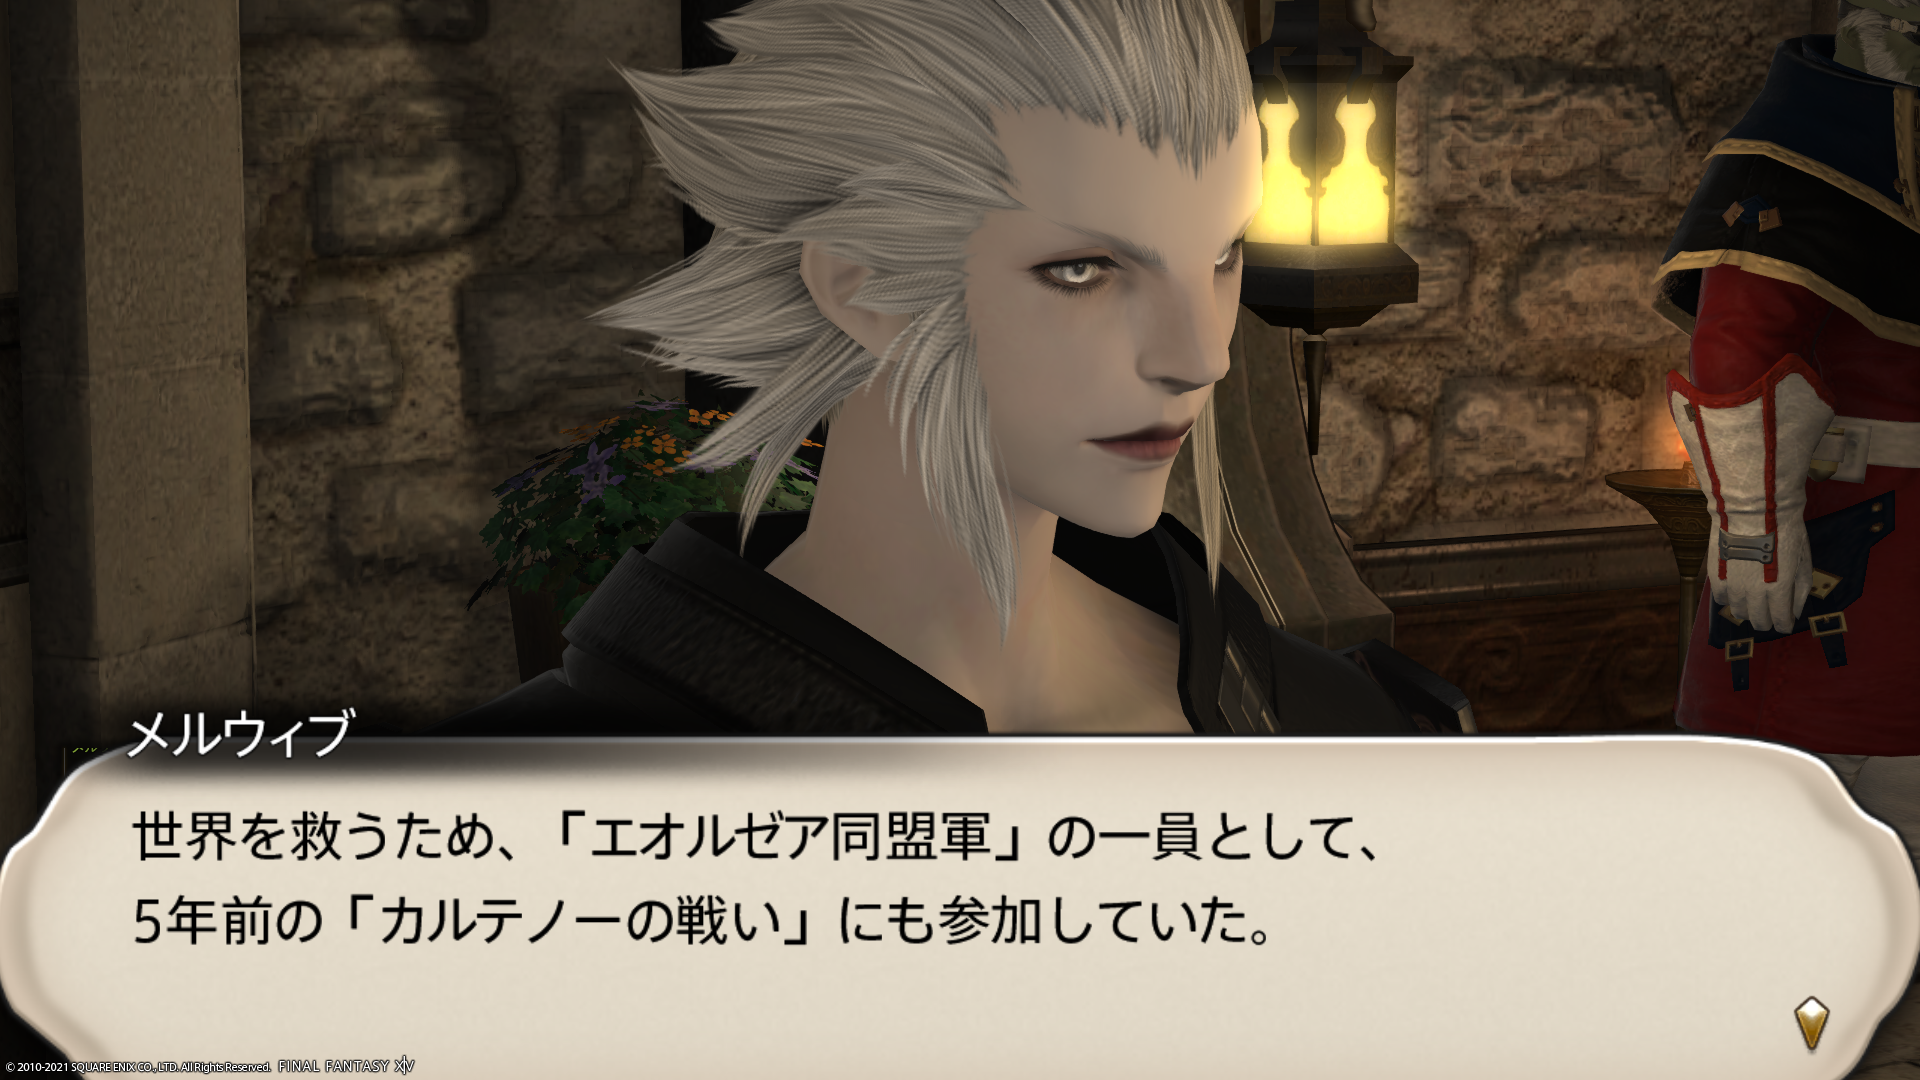 メルウィブ
世界を救うため、「エオルゼア同盟軍」の一員として、
5年前の「カルテノーの戦い」にも参加していた。
© 2010-2021 SQUARE ENIX CO., LTD. All Rights Reserved. FINAL FANTASY XIV